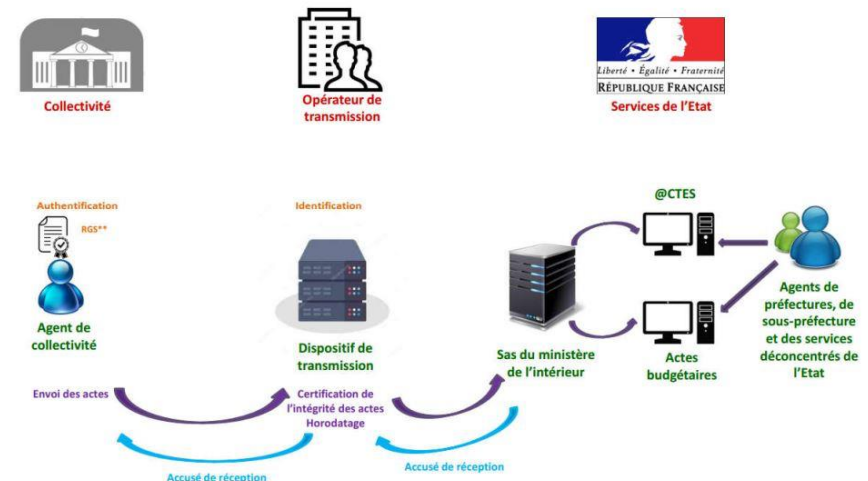 Collectivité
Opérateur de
transmission
Liberté • Égalité • Fraternité
RÉPUBLIQUE FRANÇAISE
Services de l'Etat
Authentification
RGS**
Agent de
collectivité
Identification
Dispositif de
transmission
Sas du ministère
de l'intérieur
@CTES
Actes
budgétaires
Agents de
préfectures, de
sous-préfecture
et des services
déconcentrés de
l'Etat
Envoi des actes
Certification de
l'intégrité des actes
Horodatage
Accusé de réception
Accusé de réception